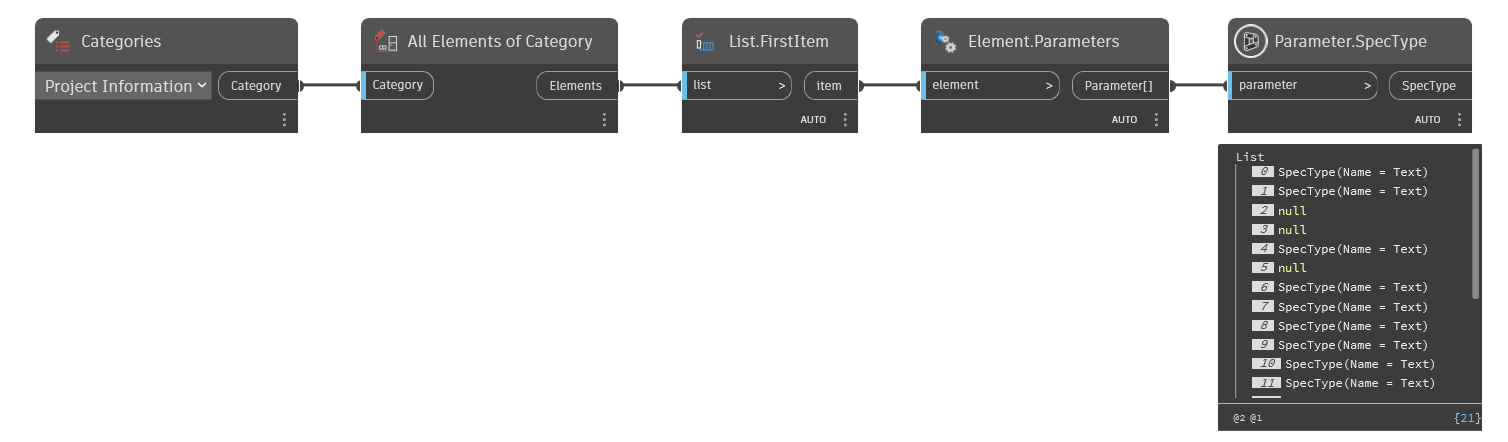 Categories
Project Information
Category
All Elements of Category
Category
Elements
List.FirstItem
list
>
item
AUTO
Element.Parameters
element
>
Parameter[]
AUTO
Parameter.SpecType
parameter
>
SpecType
AUTO
List
0 SpecType(Name = Text)
1 SpecType(Name = Text)
2 null
3 null
4 SpecType(Name = Text)
5 null
6 SpecType(Name = Text)
7 SpecType(Name = Text)
8 SpecType(Name = Text)
9 SpecType(Name = Text)
10 SpecType(Name = Text)
11 SpecType(Name = Text)
@2 @1 {21}